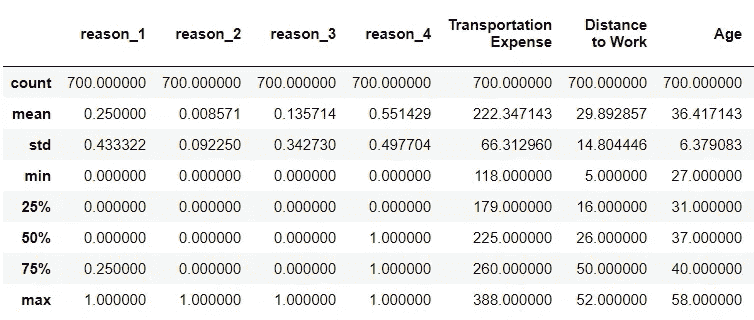 reason_1 reason_2 reason_3 reason_4 Transportation Expense Distance to Work Age
count 700.000000 700.000000 700.000000 700.000000 700.000000 700.000000 700.000000
mean 0.250000 0.008571 0.135714 0.551429 222.347143 29.892857 36.417143
std 0.433322 0.092250 0.342730 0.497704 66.312960 14.804446 6.379083
min 0.000000 0.000000 0.000000 0.000000 118.000000 5.000000 27.000000
25% 0.000000 0.000000 0.000000 0.000000 179.000000 16.000000 31.000000
50% 0.000000 0.000000 0.000000 1.000000 225.000000 26.000000 37.000000
75% 0.250000 0.000000 0.000000 1.000000 260.000000 50.000000 40.000000
max 1.000000 1.000000 1.000000 1.000000 388.000000 52.000000 58.000000